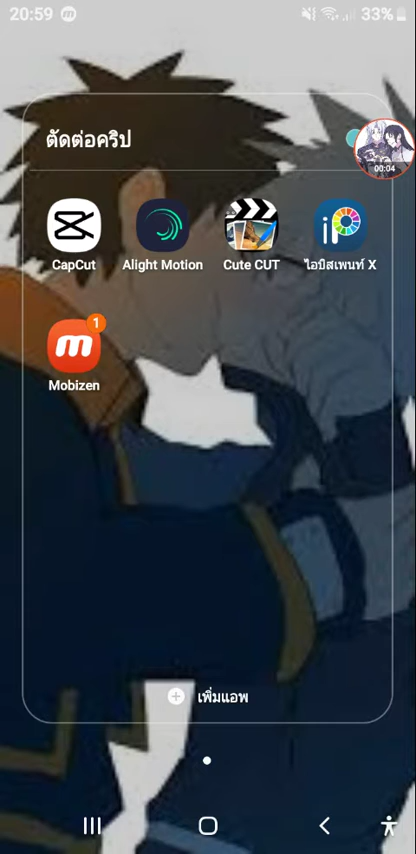 20:59
33%
ตัดต่อคริป
00:04
CapCut
Alight Motion
Cute CUT
ไอบิสเพนท์ X
1
Mobizen
เพิ่มแอพ